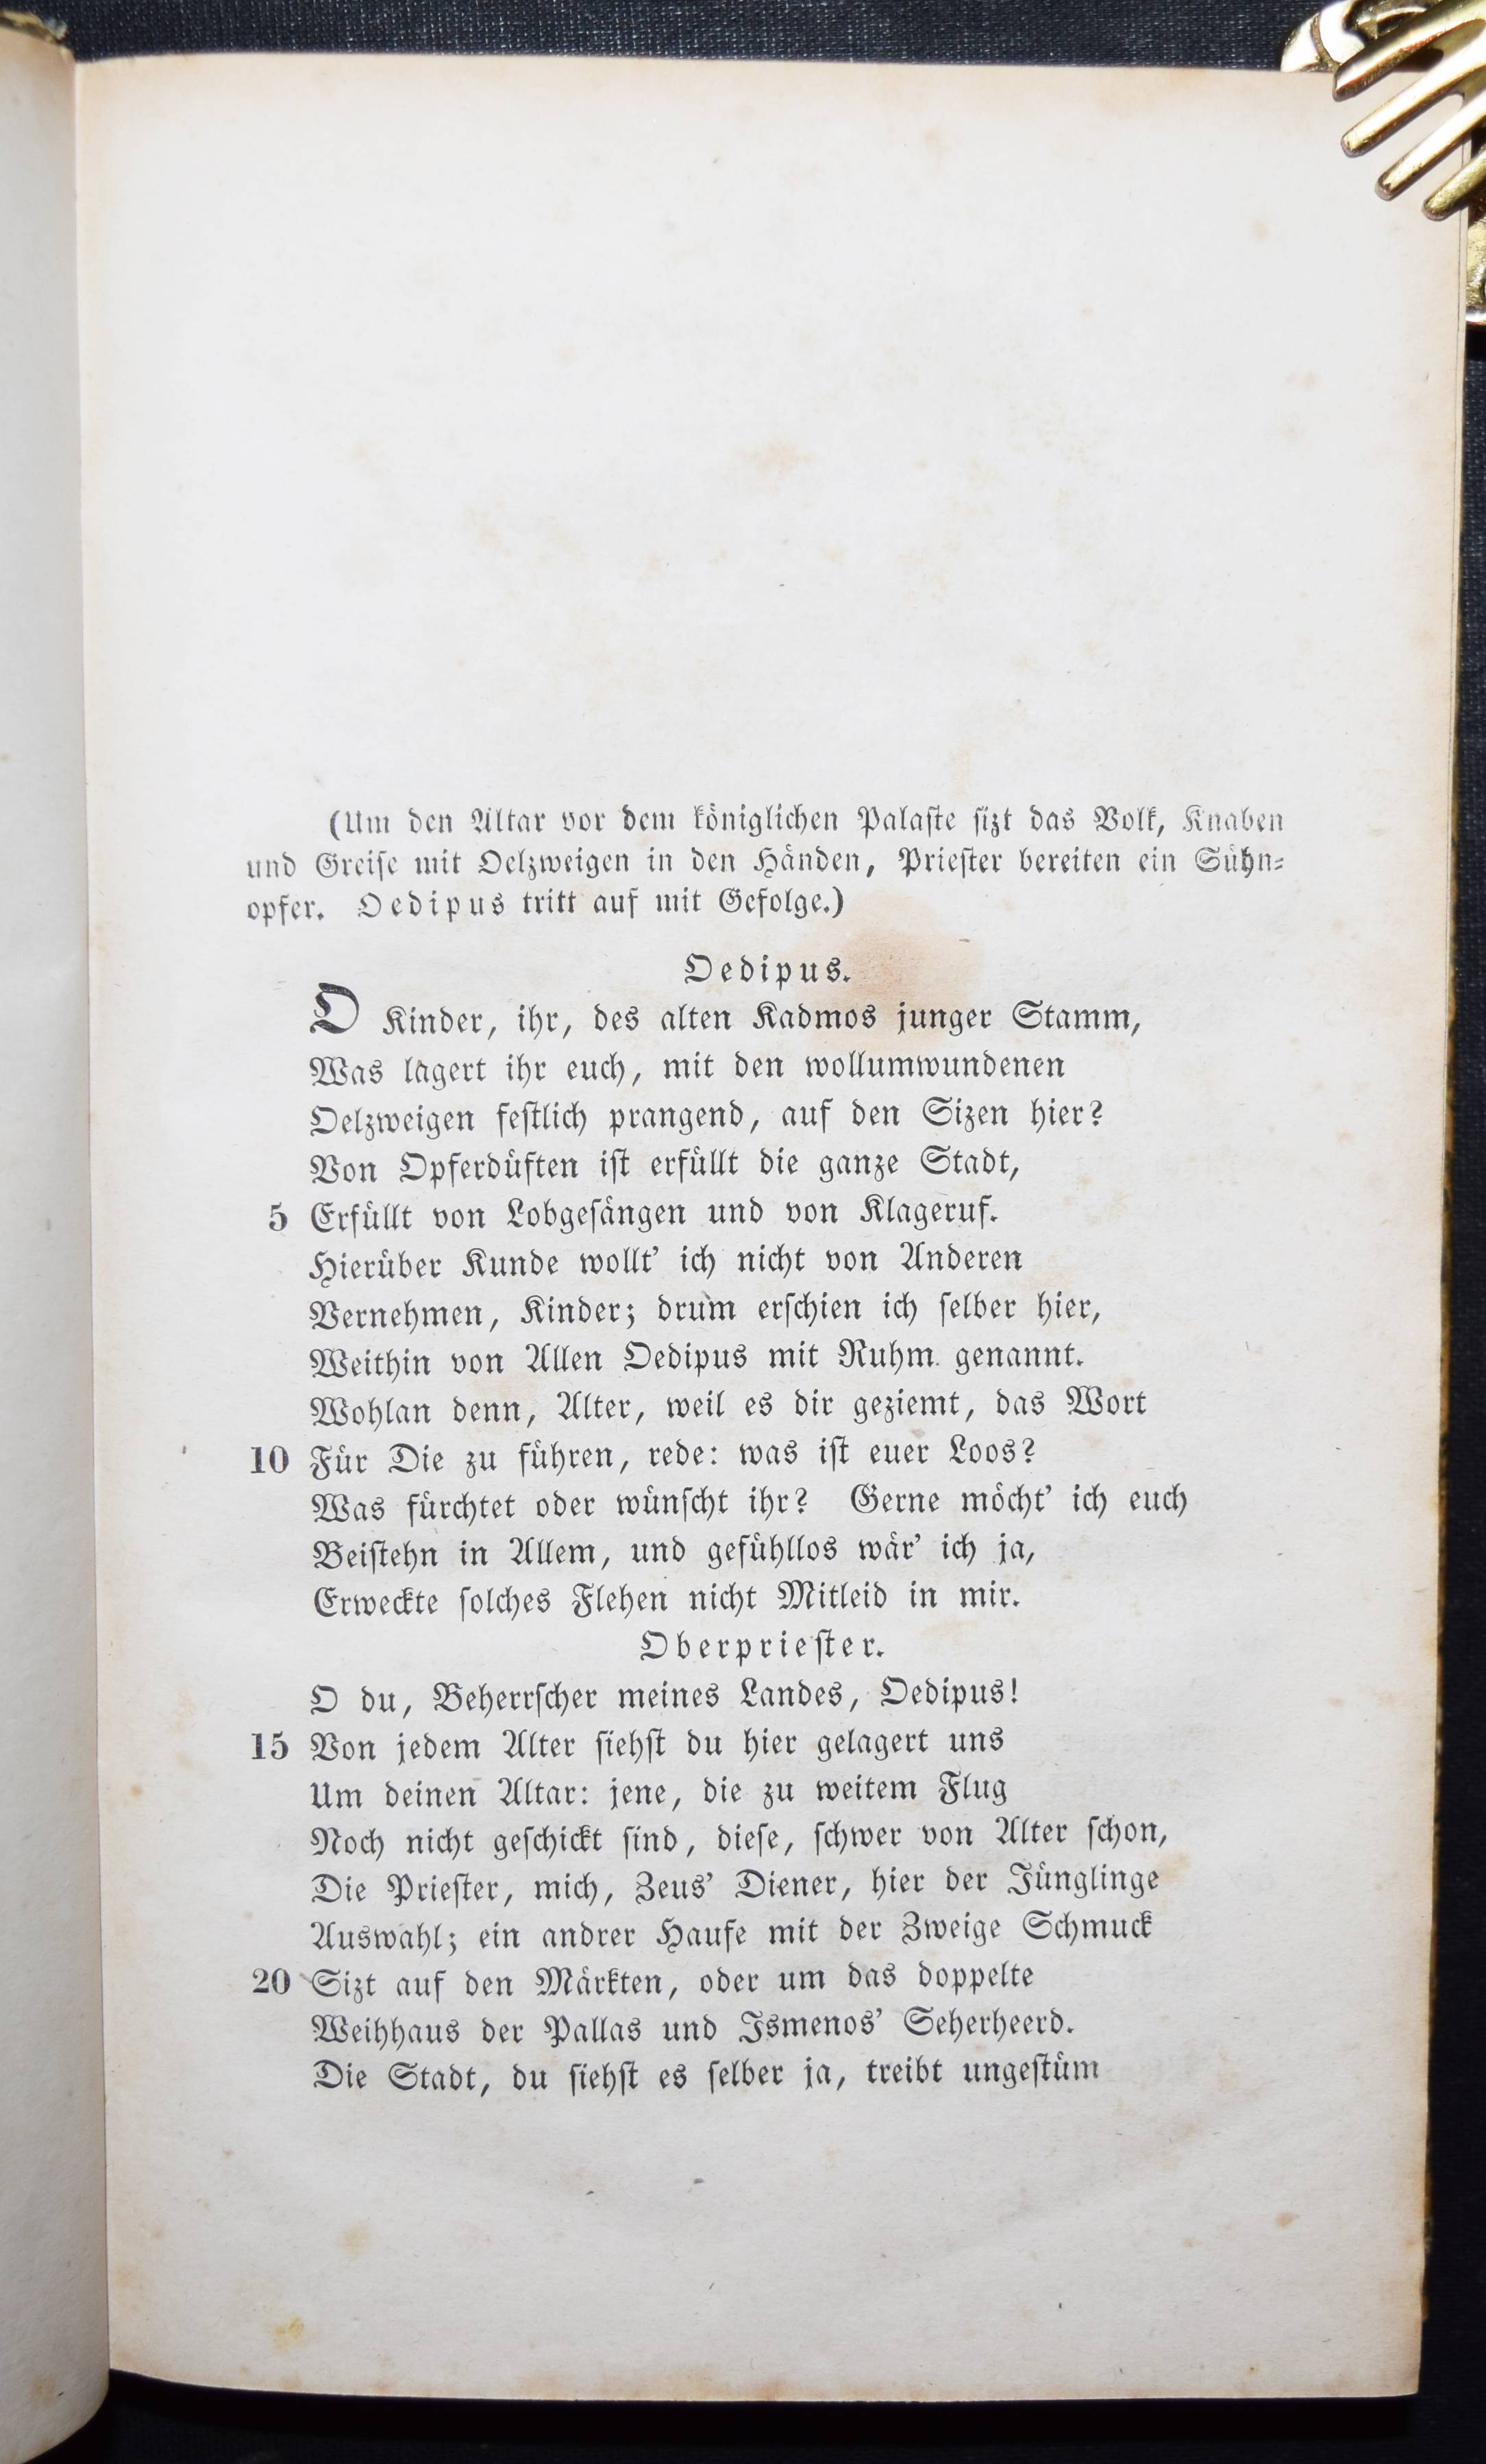 (Um den Altar vor dem königlichen Palaſte ſizt das Volk, Knaben
und Greiſe mit Oelzweigen in den Händen, Prieſter bereiten ein Sühn⸗
opfer. Oedipus tritt auf mit Gefolge.)
Oedipus.
O Kinder, ihr, des alten Kadmos junger Stamm,
Was lagert ihr euch, mit den wollumwundenen
Oelzweigen feſtlich prangend, auf den Sizen hier?
Von Opferdüften iſt erfüllt die ganze Stadt,
5 Erfüllt von Lobgeſängen und von Klageruf.
Hierüber Kunde wollt' ich nicht von Anderen
Vernehmen, Kinder; drum erſchien ich ſelber hier,
Weithin von Allen Oedipus mit Ruhm genannt.
Wohlan denn, Alter, weil es dir geziemt, das Wort
10 Für Die zu führen, rede: was iſt euer Loos?
Was fürchtet oder wünſcht ihr? Gerne möcht' ich euch
Beiſtehn in Allem, und gefühllos wär' ich ja,
Erweckte ſolches Flehen nicht Mitleid in mir.
Oberprieſter.
O du, Beherrſcher meines Landes, Oedipus!
15 Von jedem Alter ſiehſt du hier gelagert uns
Um deinen Altar: jene, die zu weitem Flug
Noch nicht geſchickt ſind, dieſe, ſchwer von Alter ſchon,
Die Prieſter, mich, Zeus' Diener, hier der Jünglinge
Auswahl; ein andrer Haufe mit der Zweige Schmuck
20 Sizt auf den Märkten, oder um das doppelte
Weihhaus der Pallas und Ismenos' Seherheerd.
Die Stadt, du ſiehſt es ſelber ja, treibt ungeſtüm